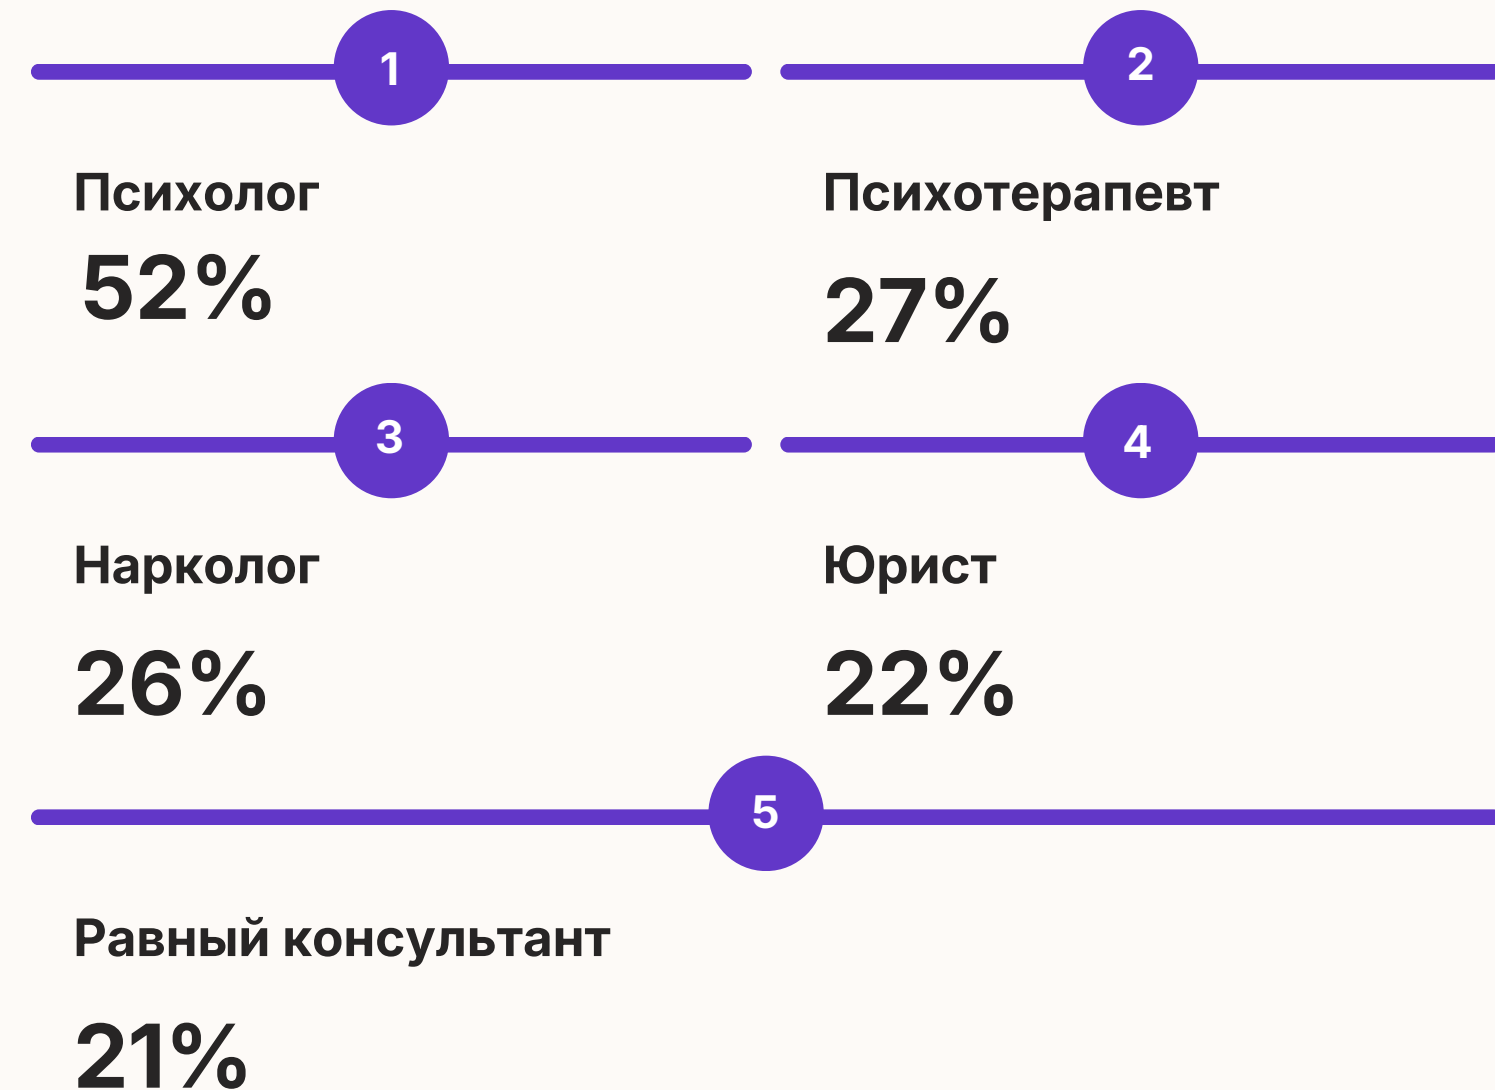 1
2
Психолог
Психотерапевт
52%
27%
3
4
Нарколог
Юрист
26%
22%
5
Равный консультант
21%